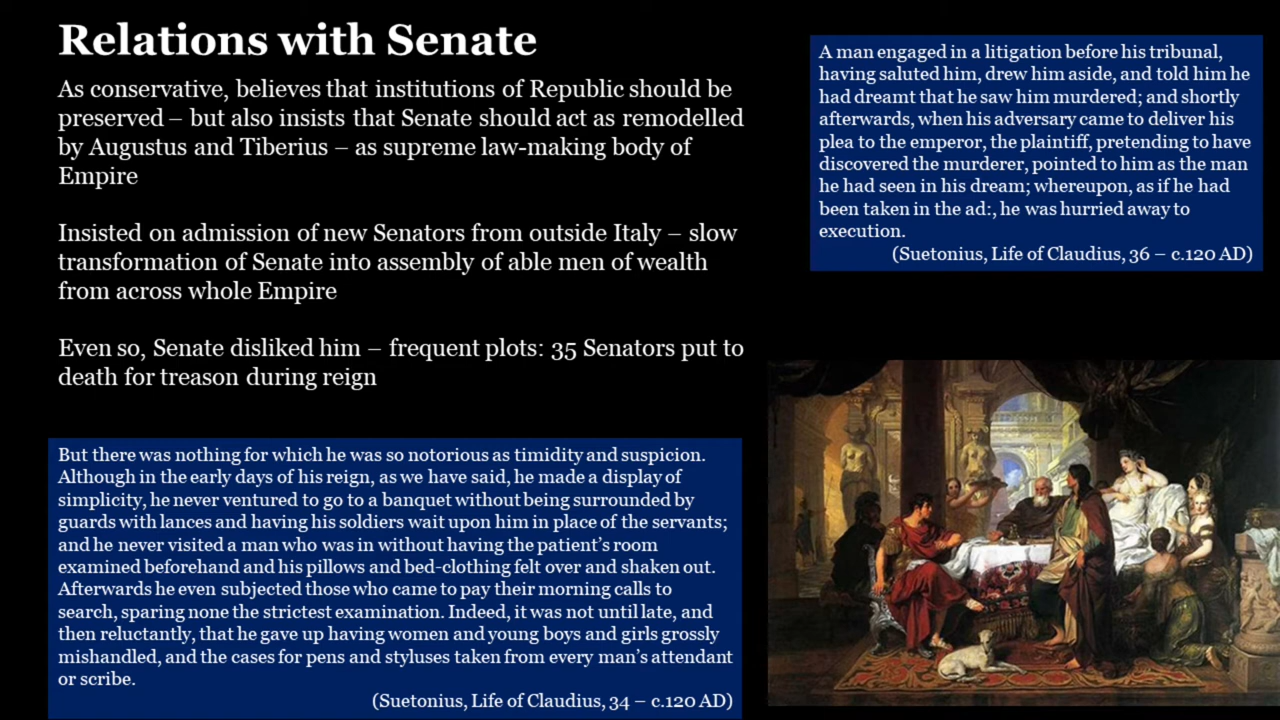 Relations with Senate
As conservative, believes that institutions of Republic should be
preserved – but also insists that Senate should act as remodelled
by Augustus and Tiberius – as supreme law-making body of
Empire
Insisted on admission of new Senators from outside Italy – slow
transformation of Senate into assembly of able men of wealth
from across whole Empire
Even so, Senate disliked him – frequent plots: 35 Senators put to
death for treason during reign
But there was nothing for which he was so notorious as timidity and suspicion.
Although in the early days of his reign, as we have said, he made a display of
simplicity, he never ventured to go to a banquet without being surrounded by
guards with lances and having his soldiers wait upon him in place of the servants;
and he never visited a man who was in without having the patient's room
examined beforehand and his pillows and bed-clothing felt over and shaken out.
Afterwards he even subjected those who came to pay their morning calls to
search, sparing none the strictest examination. Indeed, it was not until late, and
then reluctantly, that he gave up having women and young boys and girls grossly
mishandled, and the cases for pens and styluses taken from every man's attendant
or scribe.
(Suetonius, Life of Claudius, 34 – c.120 AD)
A man engaged in a litigation before his tribunal,
having saluted him, drew him aside, and told him he
had dreamt that he saw him murdered; and shortly
afterwards, when his adversary came to deliver his
plea to the emperor, the plaintiff, pretending to have
discovered the murderer, pointed to him as the man
he had seen in his dream; whereupon, as if he had
been taken in the ad:, he was hurried away to
execution.
(Suetonius, Life of Claudius, 36 – c.120 AD)